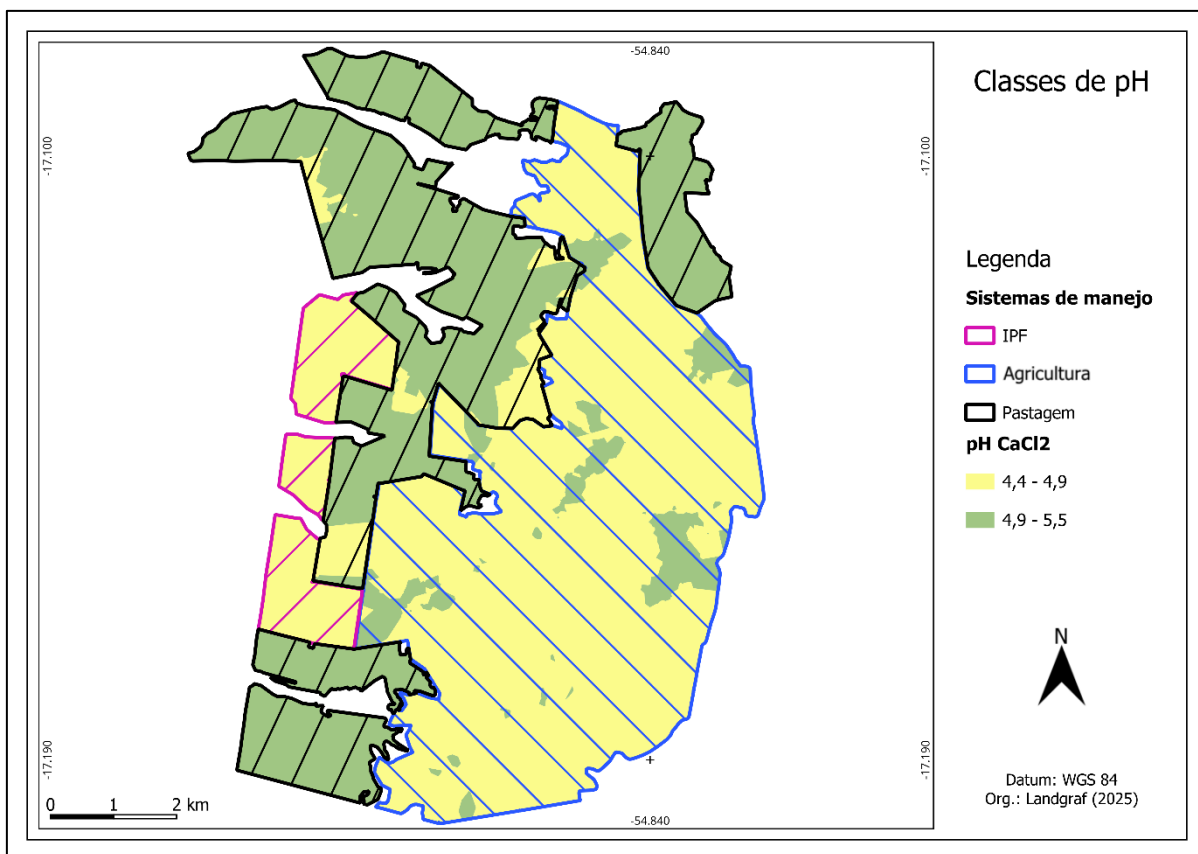 Classes de pH
-54.840
-17.100
-17.100
Legenda
Sistemas de manejo
IPF
Agricultura
Pastagem
pH CaCl2
4,4 - 4,9
4,9 - 5,5
N
-17.190
-17.190
Datum: WGS 84
Org.: Landgraf (2025)
0 1 2 km
-54.840